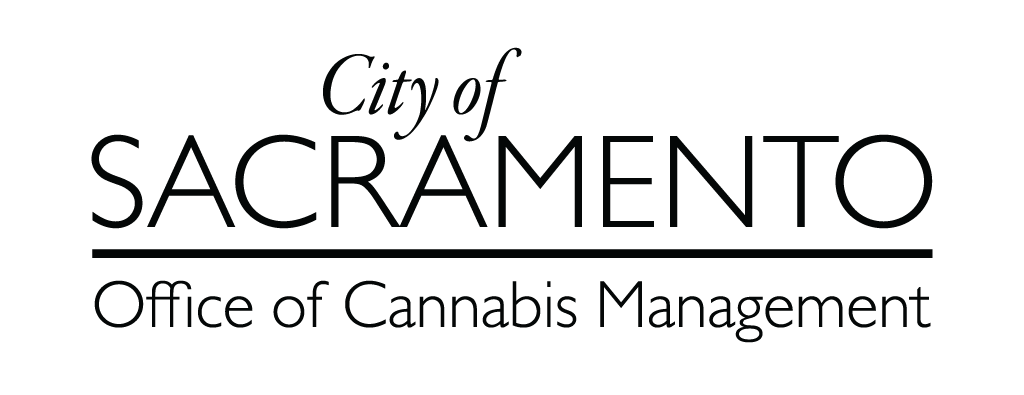 City of
SACRAMENTO
Office of Cannabis Management